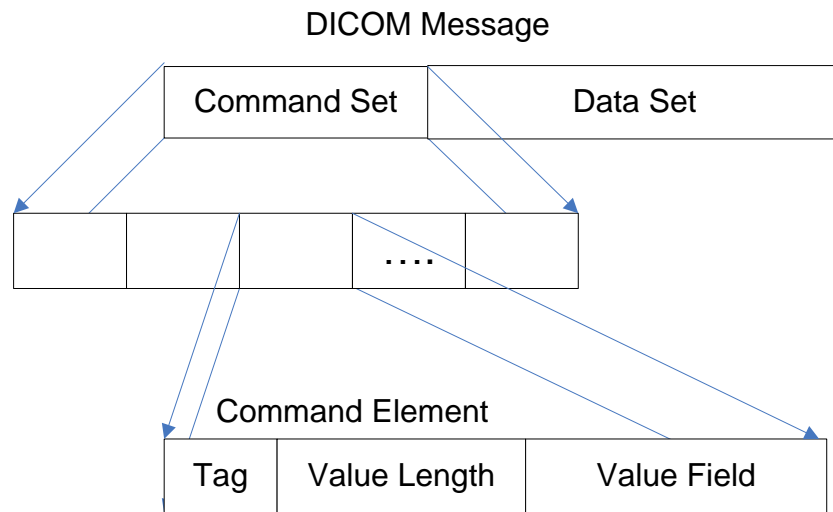 DICOM Message
Command Set Data Set
....
Command Element
Tag Value Length Value Field